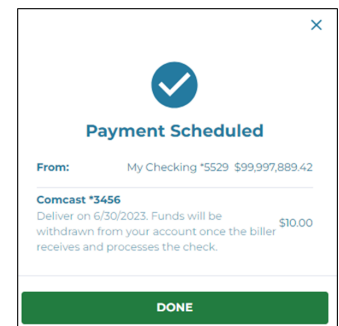 Payment Scheduled
From: My Checking *5529 $99,997,889.42
Comcast *3456
Deliver on 6/30/2023. Funds will be
withdrawn from your account once the biller $10.00
receives and processes the check.
DONE